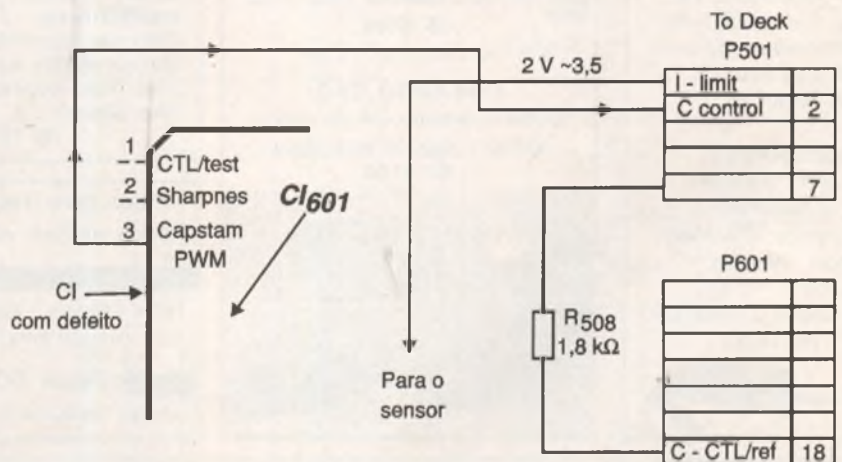 To Deck
P501
2 V ~3,5
I - limit
C control 2
7
1 CTL/test
2 Sharpnes
3 Capstam
PWM
CI601
CI
com defeito
R508
1,8 kΩ
Para o
sensor
P601
C - CTL/ref 18